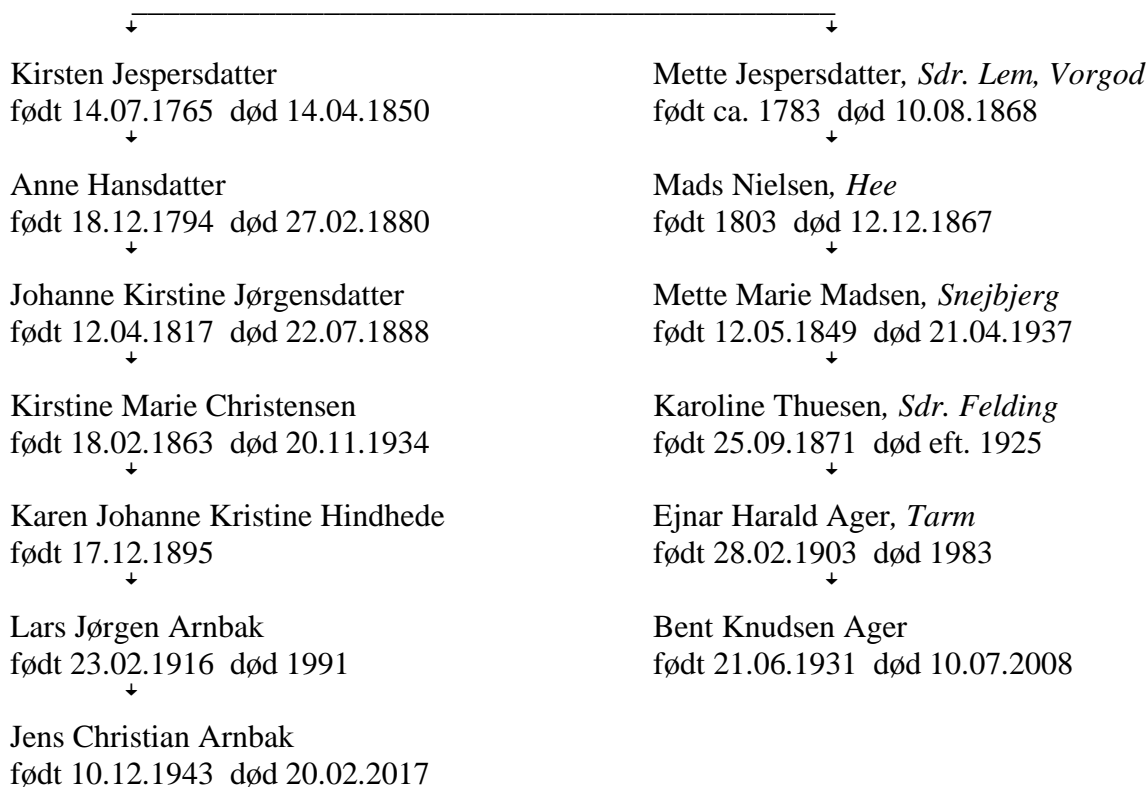 Kirsten Jespersdatter
født 14.07.1765 død 14.04.1850
Anne Hansdatter
født 18.12.1794 død 27.02.1880
Johanne Kirstine Jørgensdatter
født 12.04.1817 død 22.07.1888
Kirstine Marie Christensen
født 18.02.1863 død 20.11.1934
Karen Johanne Kristine Hindhede
født 17.12.1895
Lars Jørgen Arnbak
født 23.02.1916 død 1991
Jens Christian Arnbak
født 10.12.1943 død 20.02.2017
Mette Jespersdatter, Sdr. Lem, Vorgod
født ca. 1783 død 10.08.1868
Mads Nielsen, Hee
født 1803 død 12.12.1867
Mette Marie Madsen, Snejbjerg
født 12.05.1849 død 21.04.1937
Karoline Thuesen, Sdr. Felding
født 25.09.1871 død eft. 1925
Ejnar Harald Ager, Tarm
født 28.02.1903 død 1983
Bent Knudsen Ager
født 21.06.1931 død 10.07.2008